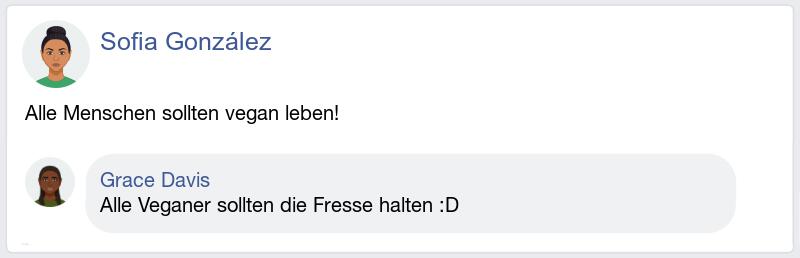 Sofia González
Alle Menschen sollten vegan leben!
Grace Davis
Alle Veganer sollten die Fresse halten :D